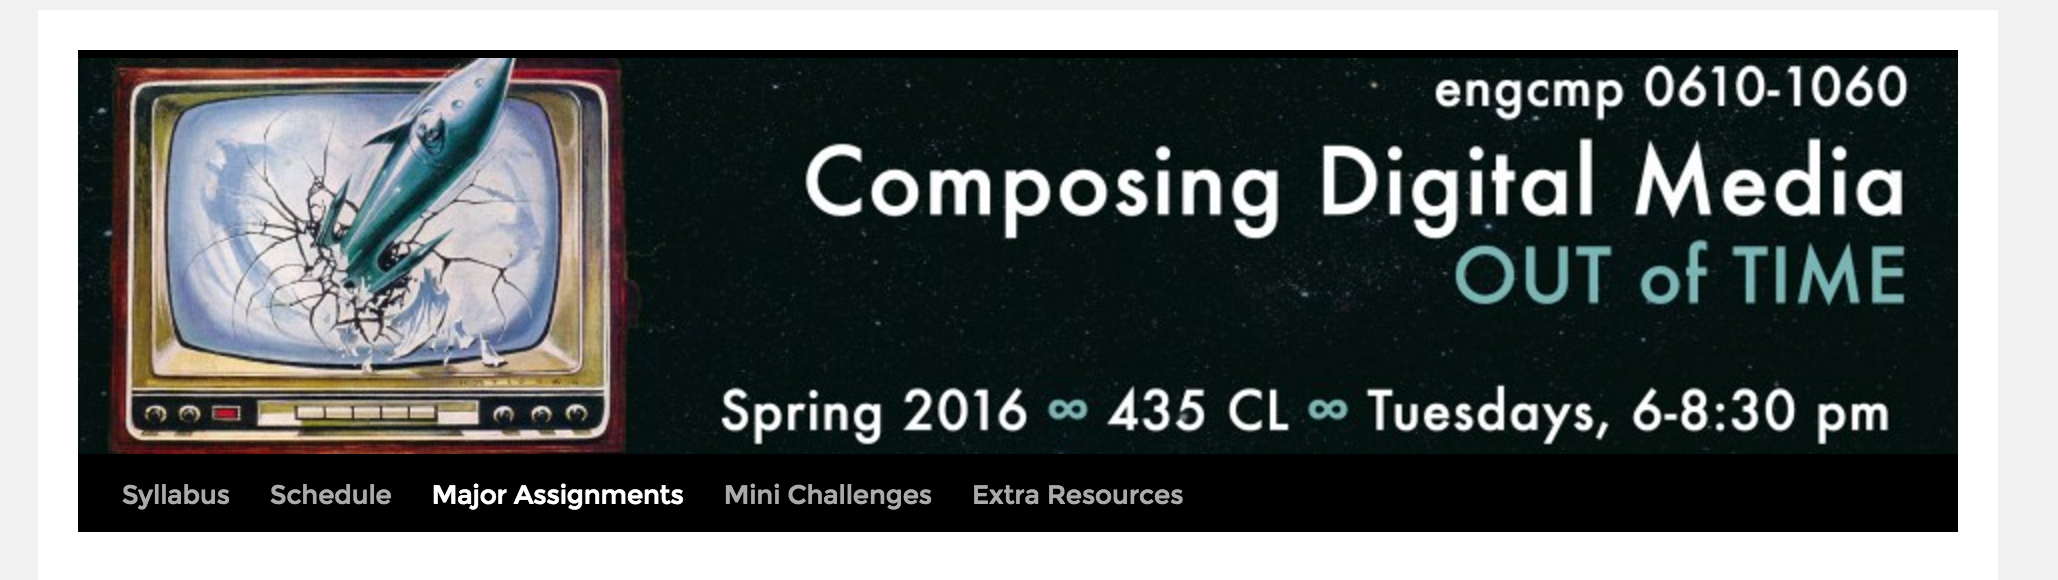 engcmp 0610-1060
Composing Digital Media
OUT of TIME
Spring 2016 ∞ 435 CL ∞ Tuesdays, 6-8:30 pm
Syllabus Schedule Major Assignments Mini Challenges Extra Resources